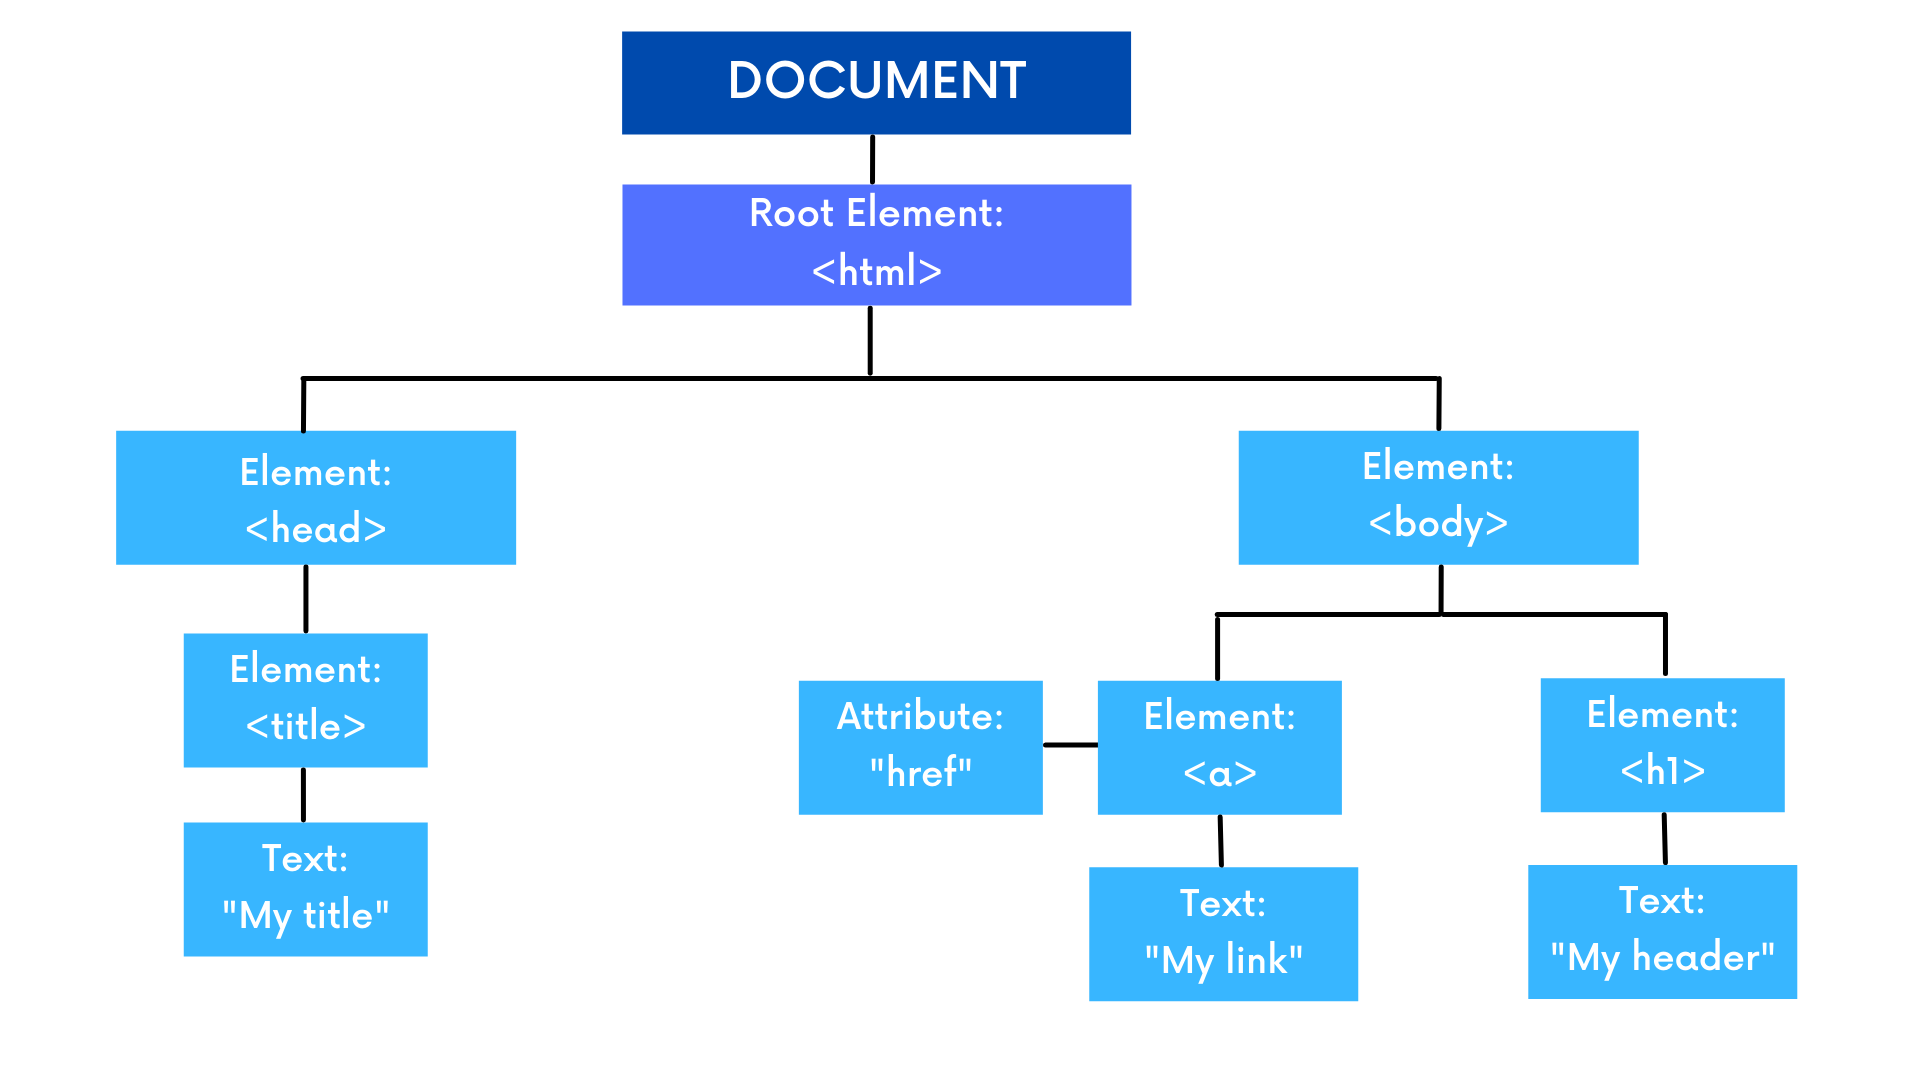 DOCUMENT
Root Element:
<html>
Element:
<head>
Element:
<body>
Element:
<title>
Attribute:
"href"
Element:
<a>
Element:
<h1>
Text:
"My title"
Text:
"My link"
Text:
"My header"